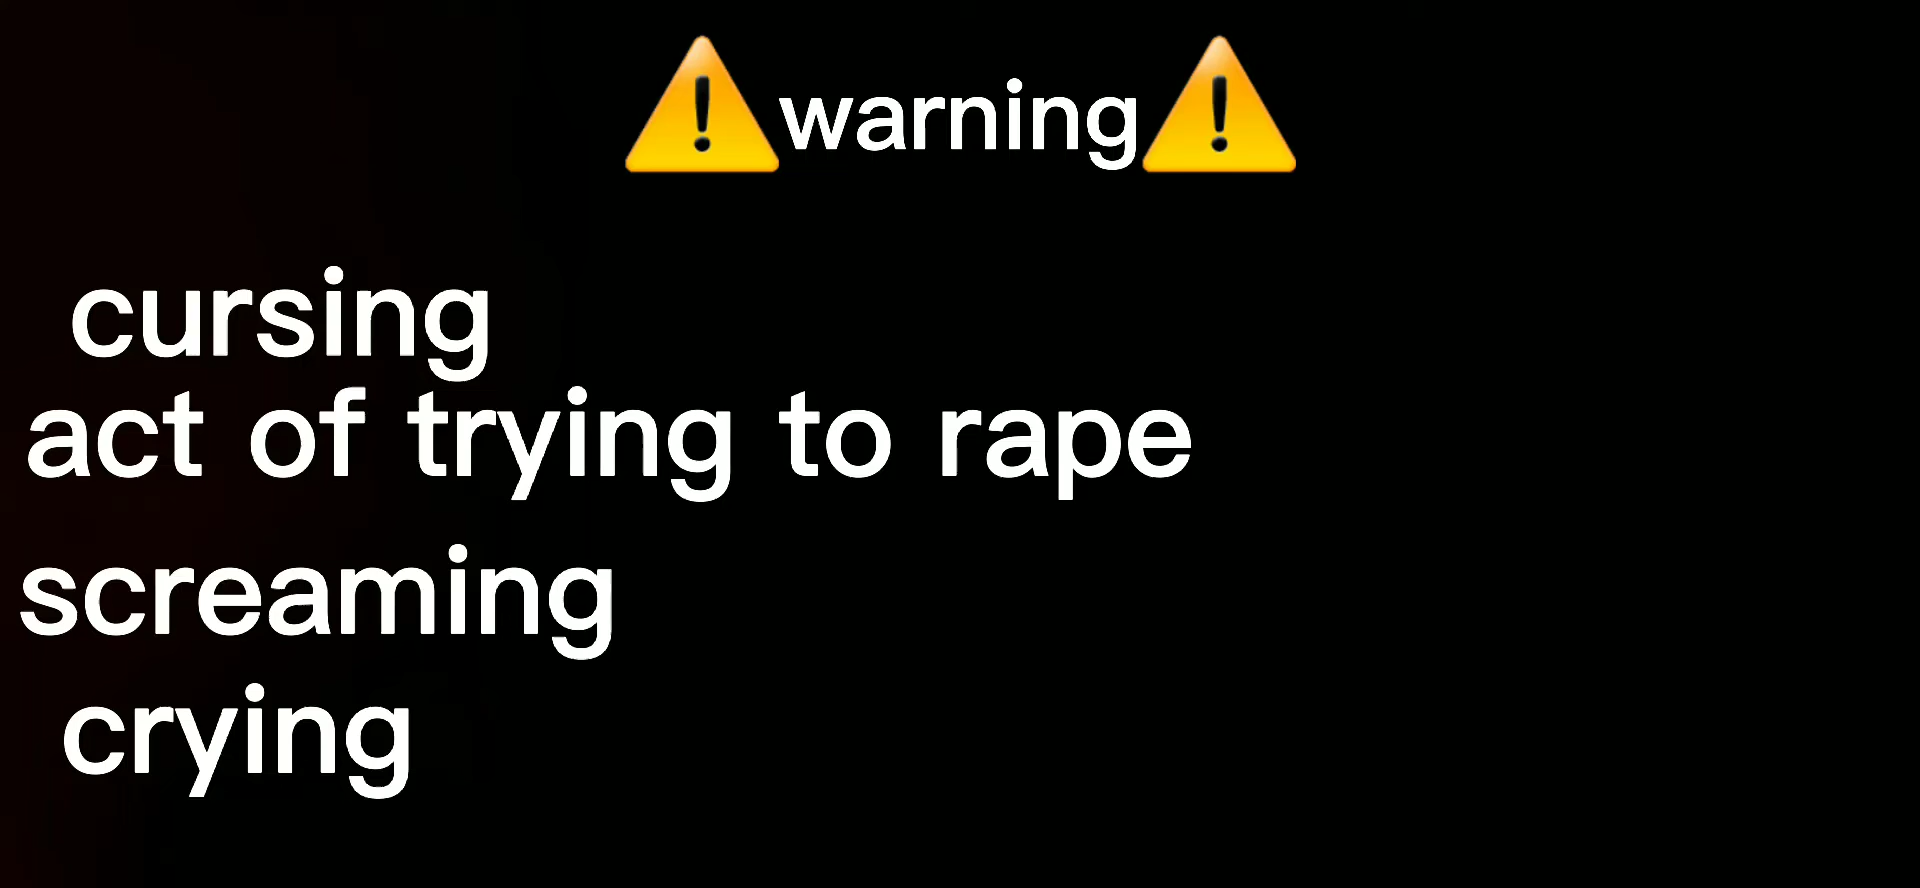 ⚠️warning⚠️
cursing
act of trying to rape
screaming
crying